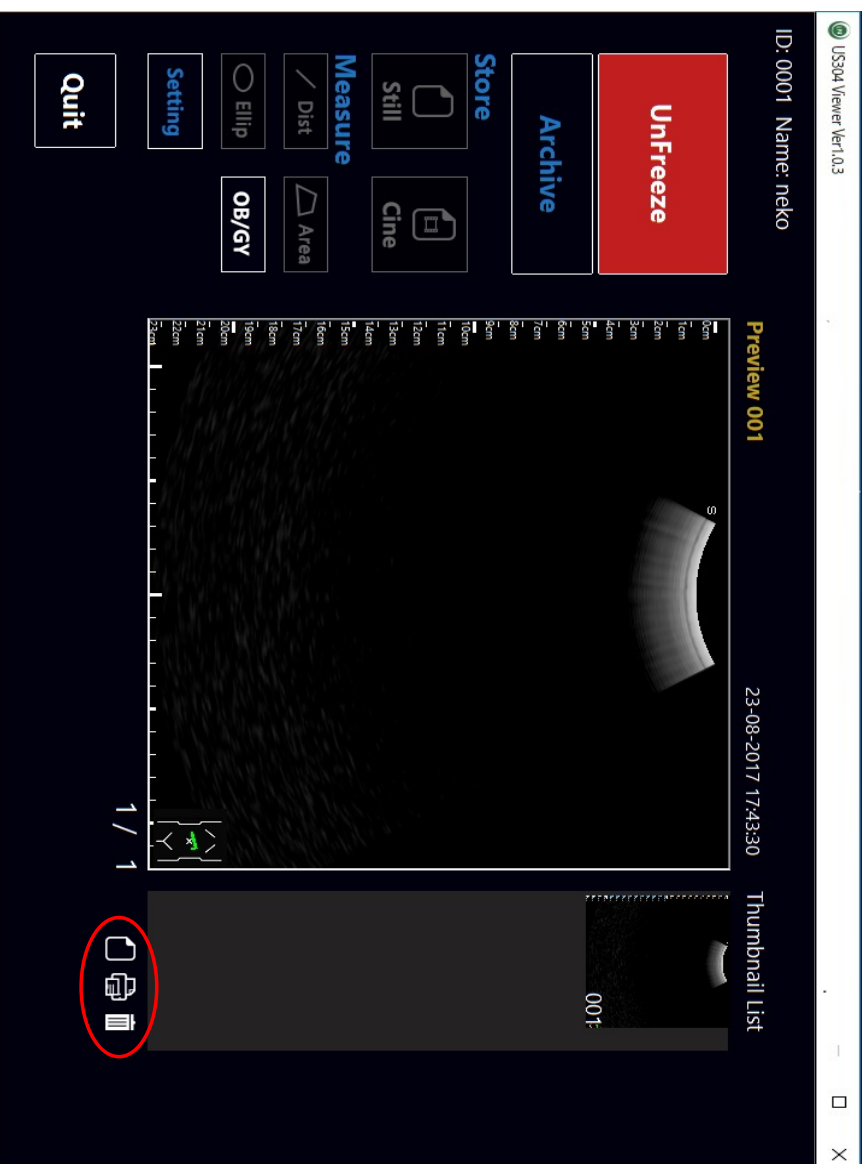 US304 Viewer Ver1.0.3
ID: 0001 Name: neko
UnFreeze
Archive
Store
Still
Cine
Measure
Dist
Area
Ellip
OB/GY
Setting
Quit
Preview 001
23-08-2017 17:43:30
S
0cm
1cm
2cm
3cm
4cm
5cm
6cm
7cm
8cm
9cm
10cm
11cm
12cm
13cm
14cm
15cm
16cm
17cm
18cm
19cm
20cm
21cm
22cm
23cm
1 / 1
Thumbnail List
001